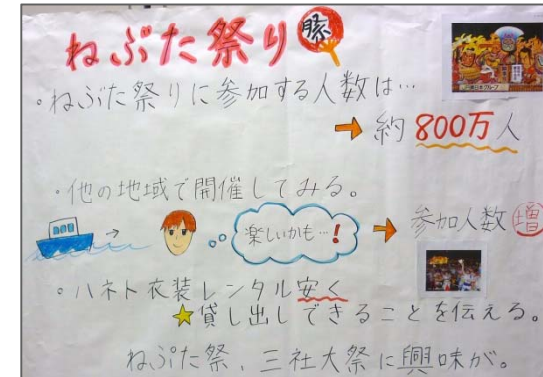 ねぶた祭り 祭
・ねぶた祭りに参加する人数は…
→ 約800万人
・他の地域で開催してみる。
→ 楽しいかも…! → 参加人数 増
・ハネト衣装レンタル安く
★貸し出しできることを伝える。
ねぷた祭、三社大祭に興味が。